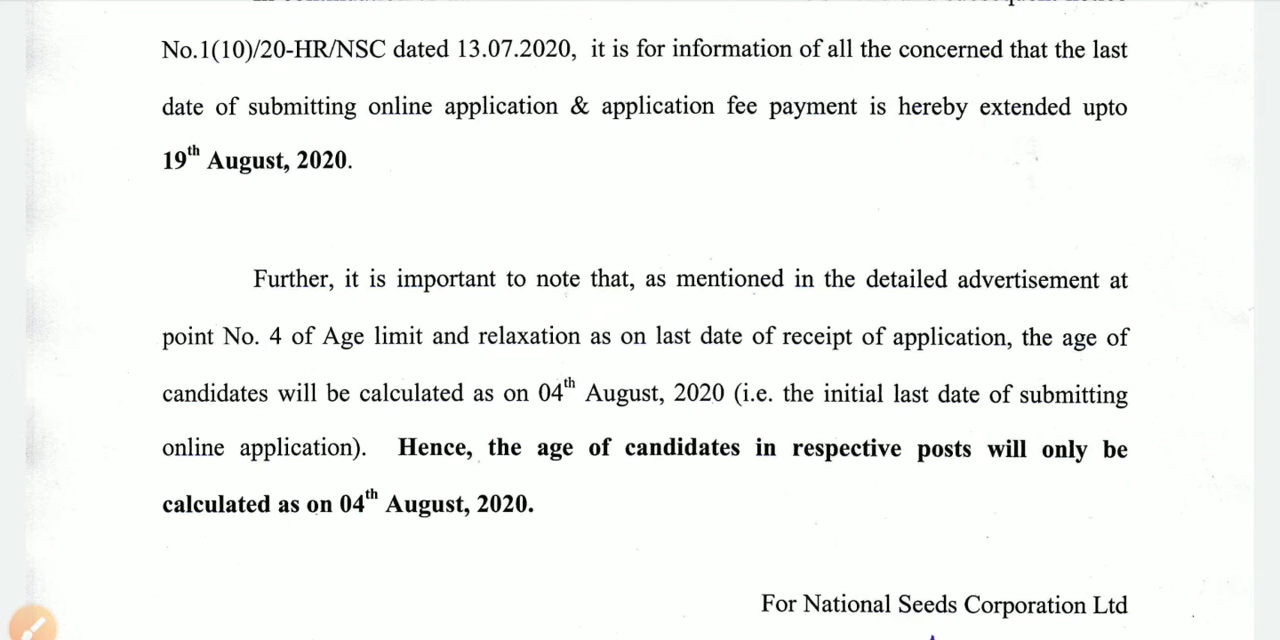 No.1(10)/20-HR/NSC dated 13.07.2020, it is for information of all the concerned that the last
date of submitting online application & application fee payment is hereby extended upto
19th August, 2020.
Further, it is important to note that, as mentioned in the detailed advertisement at
point No. 4 of Age limit and relaxation as on last date of receipt of application, the age of
candidates will be calculated as on 04th August, 2020 (i.e. the initial last date of submitting
online application). Hence, the age of candidates in respective posts will only be
calculated as on 04th August, 2020.
For National Seeds Corporation Ltd